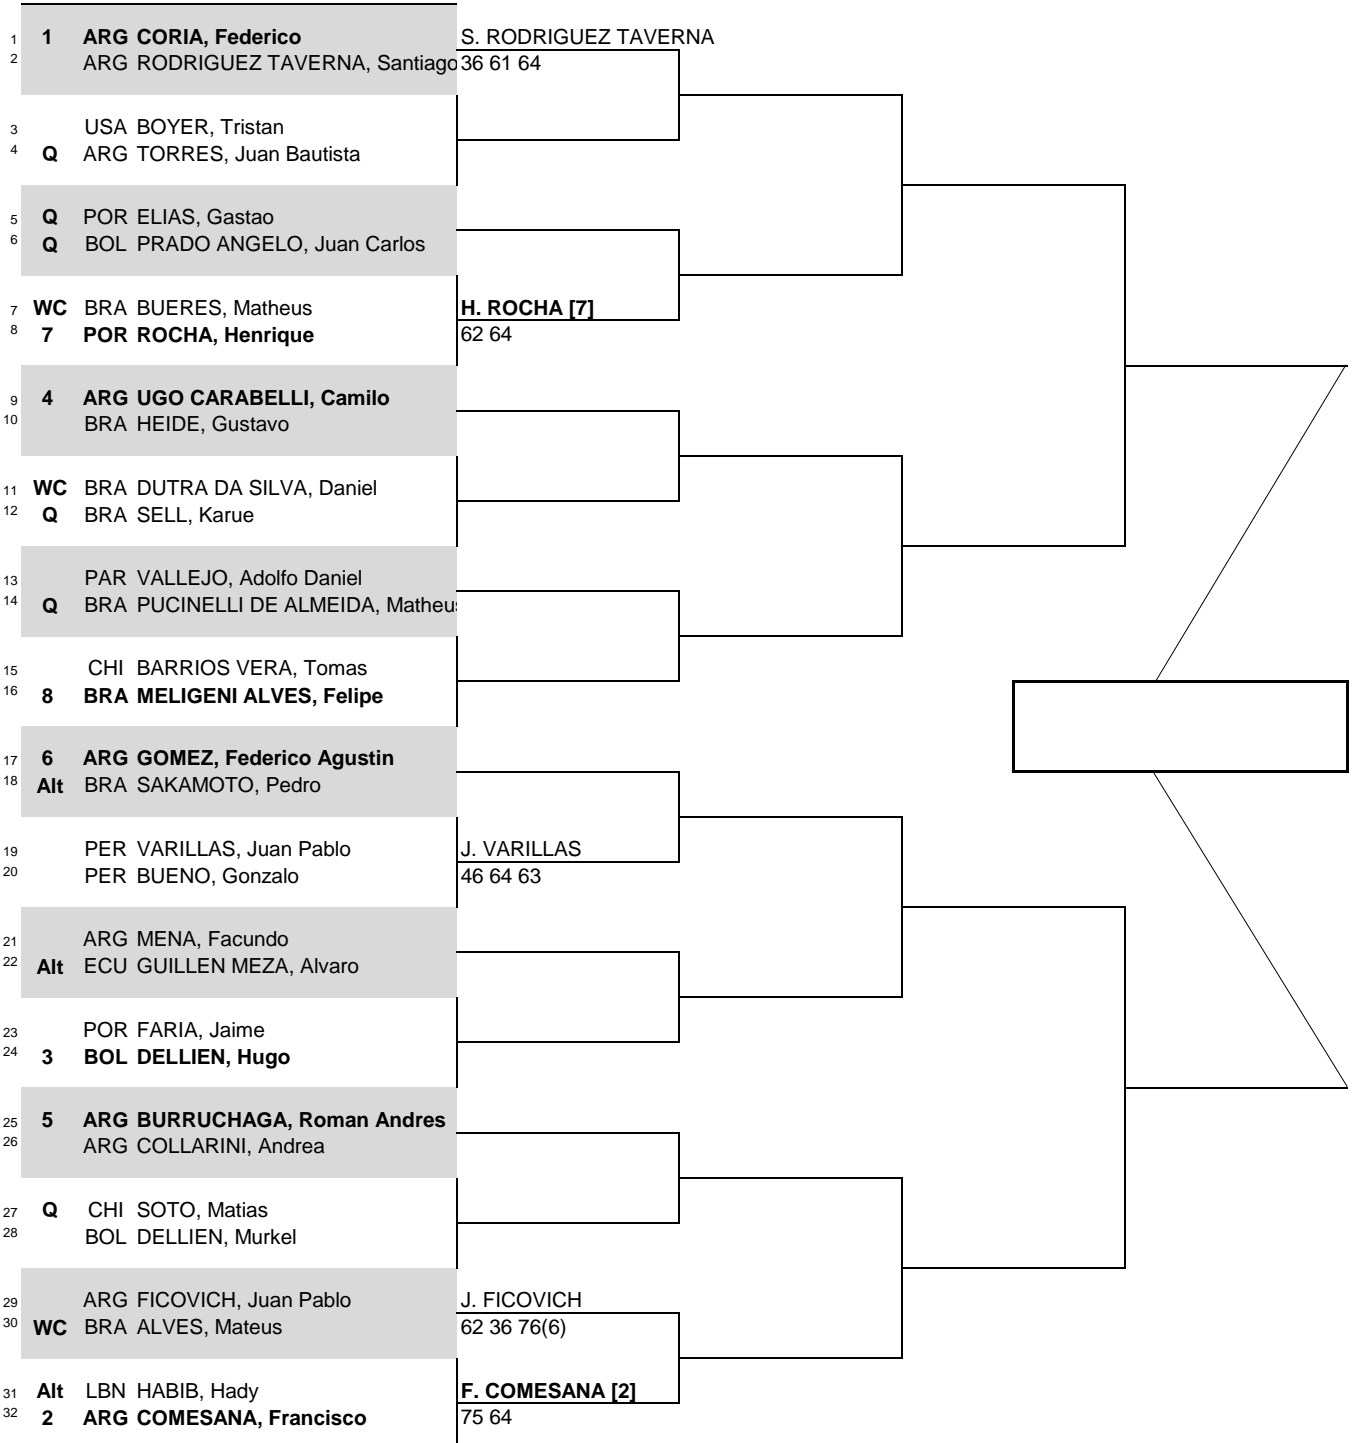 1 1 ARG CORIA, Federico S. RODRIGUEZ TAVERNA
2 ARG RODRIGUEZ TAVERNA, Santiago 36 61 64
3 USA BOYER, Tristan
4 Q ARG TORRES, Juan Bautista
5 Q POR ELIAS, Gastao
6 Q BOL PRADO ANGELO, Juan Carlos
7 WC BRA BUERES, Matheus H. ROCHA [7]
8 7 POR ROCHA, Henrique 62 64
9 4 ARG UGO CARABELLI, Camilo
10 BRA HEIDE, Gustavo
11 WC BRA DUTRA DA SILVA, Daniel
12 Q BRA SELL, Karue
13 PAR VALLEJO, Adolfo Daniel
14 Q BRA PUCINELLI DE ALMEIDA, Matheus
15 CHI BARRIOS VERA, Tomas
16 8 BRA MELIGENI ALVES, Felipe
17 6 ARG GOMEZ, Federico Agustin
18 Alt BRA SAKAMOTO, Pedro
19 PER VARILLAS, Juan Pablo J. VARILLAS
20 PER BUENO, Gonzalo 46 64 63
21 ARG MENA, Facundo
22 Alt ECU GUILLEN MEZA, Alvaro
23 POR FARIA, Jaime
24 3 BOL DELLIEN, Hugo
25 5 ARG BURRUCHAGA, Roman Andres
26 ARG COLLARINI, Andrea
27 Q CHI SOTO, Matias
28 BOL DELLIEN, Murkel
29 ARG FICOVICH, Juan Pablo J. FICOVICH
30 WC BRA ALVES, Mateus 62 36 76(6)
31 Alt LBN HABIB, Hady F. COMESANA [2]
32 2 ARG COMESANA, Francisco 75 64